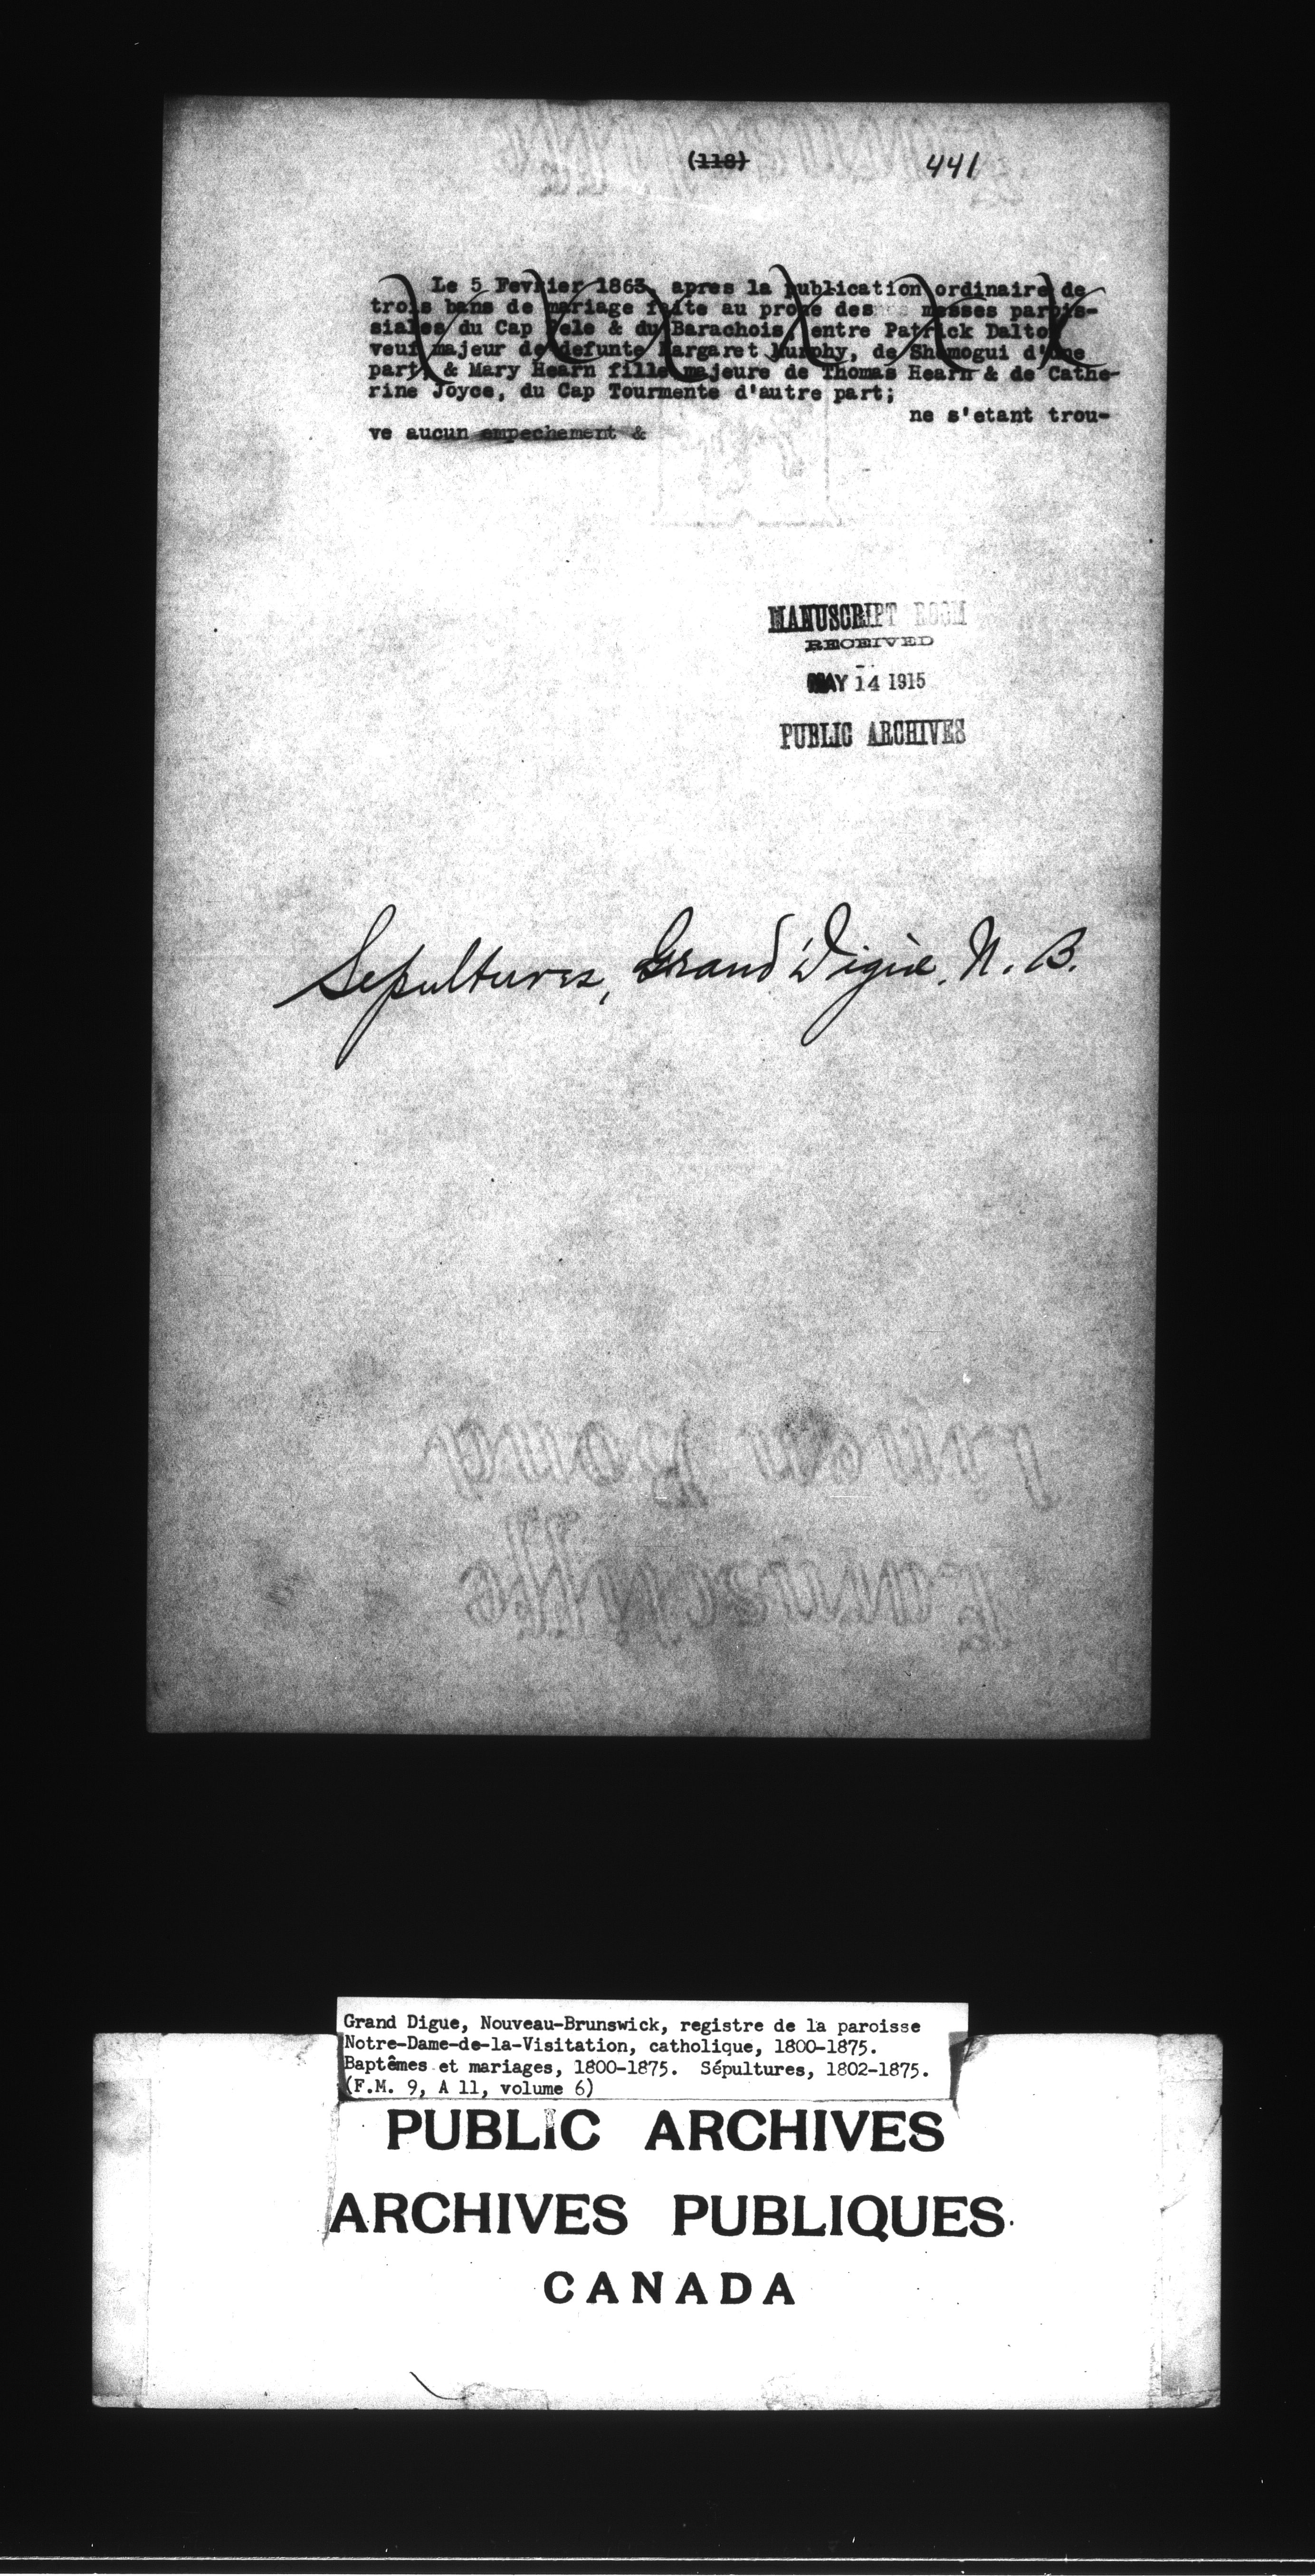 (118) 441
Le 5 Fevrier 1863, apres la publication ordinaire de
trois bans de mariage faite au prone des messes parois-
siales du Cap Pele & du Barachois, entre Patrick Dalton
veuf majeur de defunte Margaret Murphy, de Shemogui d'une
part, & Mary Hearn fille majeure de Thomas Hearn & de Cathe-
rine Joyce, du Cap Tourmente d'autre part;
ne s'etant trou-
ve aucun empechement &
MANUSCRIPT ROOM
RECEIVED
MAY 14 1915
PUBLIC ARCHIVES
Sepultures, Grand'Digue, N. B.
Grand Digue, Nouveau-Brunswick, registre de la paroisse
Notre-Dame-de-la-Visitation, catholique, 1800-1875.
Baptêmes et mariages, 1800-1875. Sépultures, 1802-1875.
(F.M. 9, A 11, volume 6)
PUBLIC ARCHIVES
ARCHIVES PUBLIQUES
CANADA